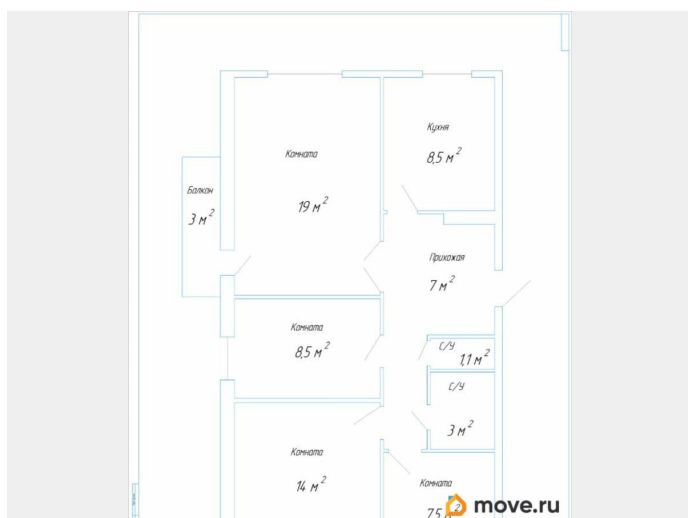 Кухня
8,5 м²
Комната
19 м²
Балкон
3 м²
Прихожая
7 м²
Комната
8,5 м²
С/У
1,1 м²
С/У
3 м²
Комната
14 м²
Комната
move.ru